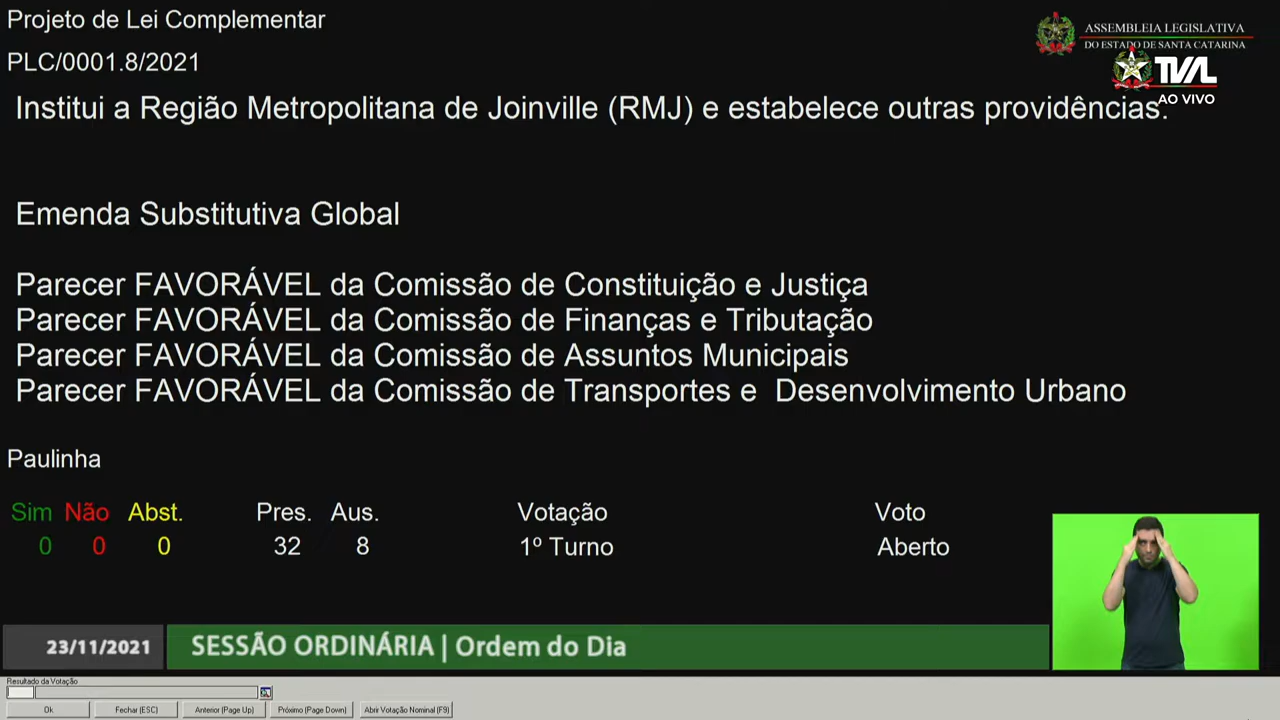 Projeto de Lei Complementar
ASSEMBLEIA LEGISLATIVA
DO ESTADO DE SANTA CATARINA
PLC/0001.8/2021
TVAL
AO VIVO
Institui a Região Metropolitana de Joinville (RMJ) e estabelece outras providências.
Emenda Substitutiva Global
Parecer FAVORÁVEL da Comissão de Constituição e Justiça
Parecer FAVORÁVEL da Comissão de Finanças e Tributação
Parecer FAVORÁVEL da Comissão de Assuntos Municipais
Parecer FAVORÁVEL da Comissão de Transportes e  Desenvolvimento Urbano
Paulinha
Sim Não Abst. Pres. Aus. Votação Voto
0 0 0 32 8 1º Turno Aberto
23/11/2021 SESSÃO ORDINÁRIA | Ordem do Dia
Resultado da Votação
Ok Fechar (ESC) Anterior (Page Up) Próximo (Page Down) Abrir Votação Nominal (F9)